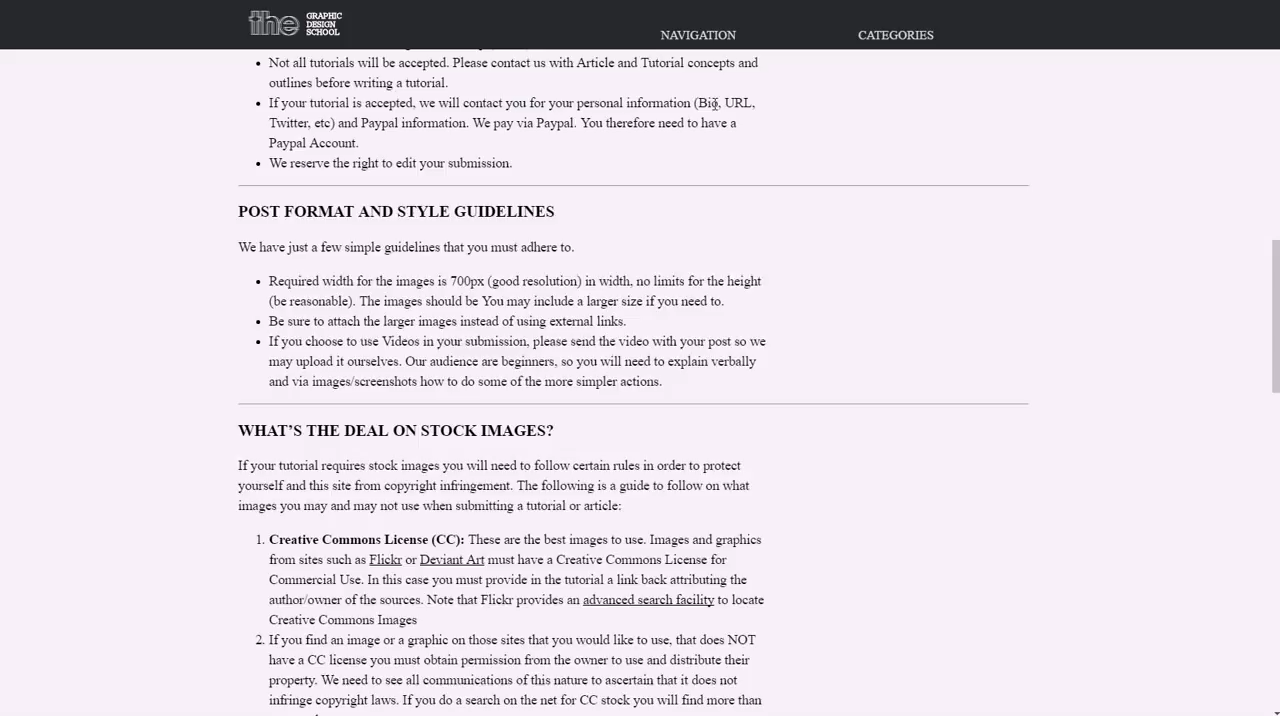 the GRAPHIC
DESIGN
SCHOOL
NAVIGATION
CATEGORIES
• Not all tutorials will be accepted. Please contact us with Article and Tutorial concepts and
outlines before writing a tutorial.
• If your tutorial is accepted, we will contact you for your personal information (Bio, URL,
Twitter, etc) and Paypal information. We pay via Paypal. You therefore need to have a
Paypal Account.
• We reserve the right to edit your submission.
POST FORMAT AND STYLE GUIDELINES
We have just a few simple guidelines that you must adhere to.
• Required width for the images is 700px (good resolution) in width, no limits for the height
(be reasonable). The images should be You may include a larger size if you need to.
• Be sure to attach the larger images instead of using external links.
• If you choose to use Videos in your submission, please send the video with your post so we
may upload it ourselves. Our audience are beginners, so you will need to explain verbally
and via images/screenshots how to do some of the more simpler actions.
WHAT’S THE DEAL ON STOCK IMAGES?
If your tutorial requires stock images you will need to follow certain rules in order to protect
yourself and this site from copyright infringement. The following is a guide to follow on what
images you may and may not use when submitting a tutorial or article:
1. Creative Commons License (CC): These are the best images to use. Images and graphics
from sites such as Flickr or Deviant Art must have a Creative Commons License for
Commercial Use. In this case you must provide in the tutorial a link back attributing the
author/owner of the sources. Note that Flickr provides an advanced search facility to locate
Creative Commons Images
2. If you find an image or a graphic on those sites that you would like to use, that does NOT
have a CC license you must obtain permission from the owner to use and distribute their
property. We need to see all communications of this nature to ascertain that it does not
infringe copyright laws. If you do a search on the net for CC stock you will find more than